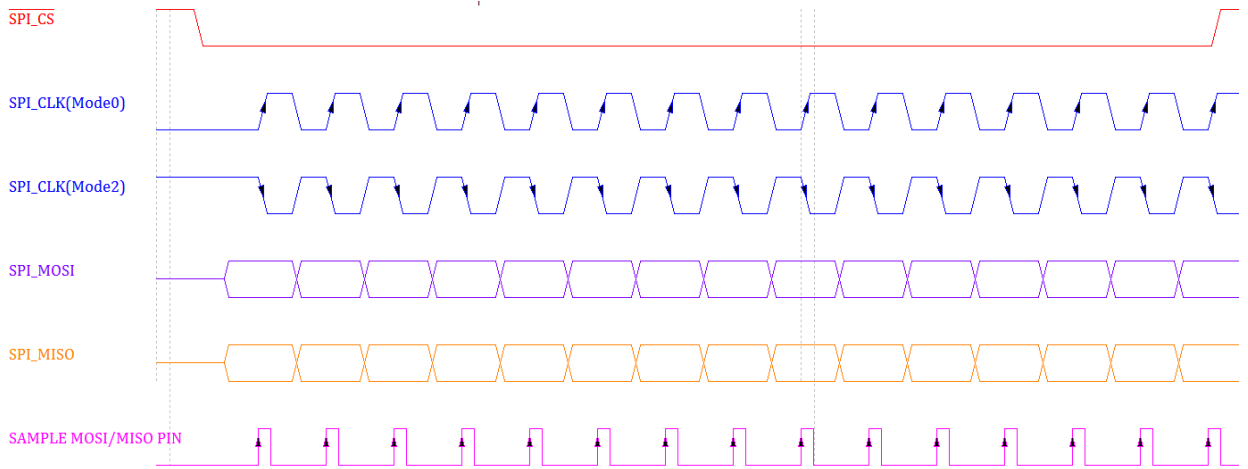 SPI_CS
SPI_CLK(Mode0)
SPI_CLK(Mode2)
SPI_MOSI
SPI_MISO
SAMPLE MOSI/MISO PIN